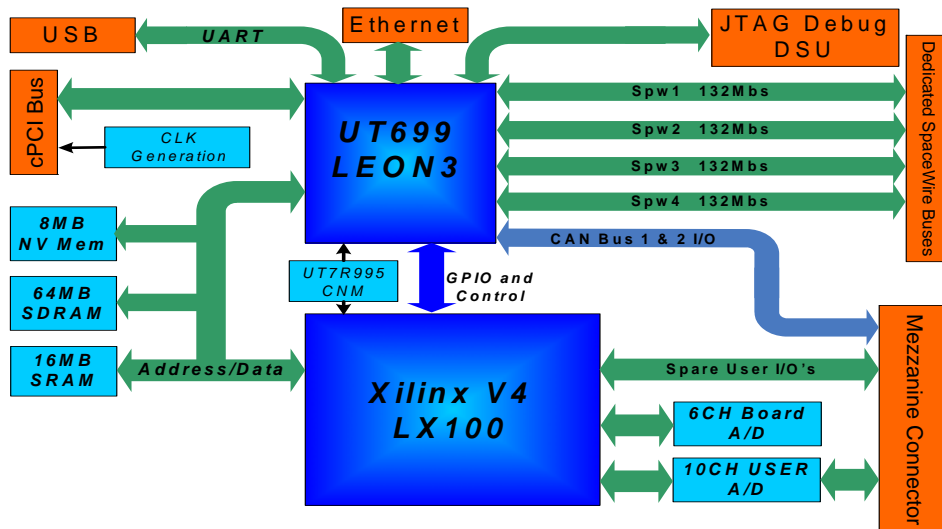 USB
UART
Ethernet
JTAG Debug
DSU
cPCI Bus
CLK
Generation
UT699
LEON3
Spw1 132Mbs
Spw2 132Mbs
Spw3 132Mbs
Spw4 132Mbs
Dedicated SpaceWire Buses
CAN Bus 1 & 2 I/O
8MB
NV Mem
64MB
SDRAM
16MB
SRAM
Address/Data
UT7R995
CNM
GPIO and
Control
Xilinx V4
LX100
Spare User I/O's
6CH Board
A/D
10CH USER
A/D
Mezzanine Connector